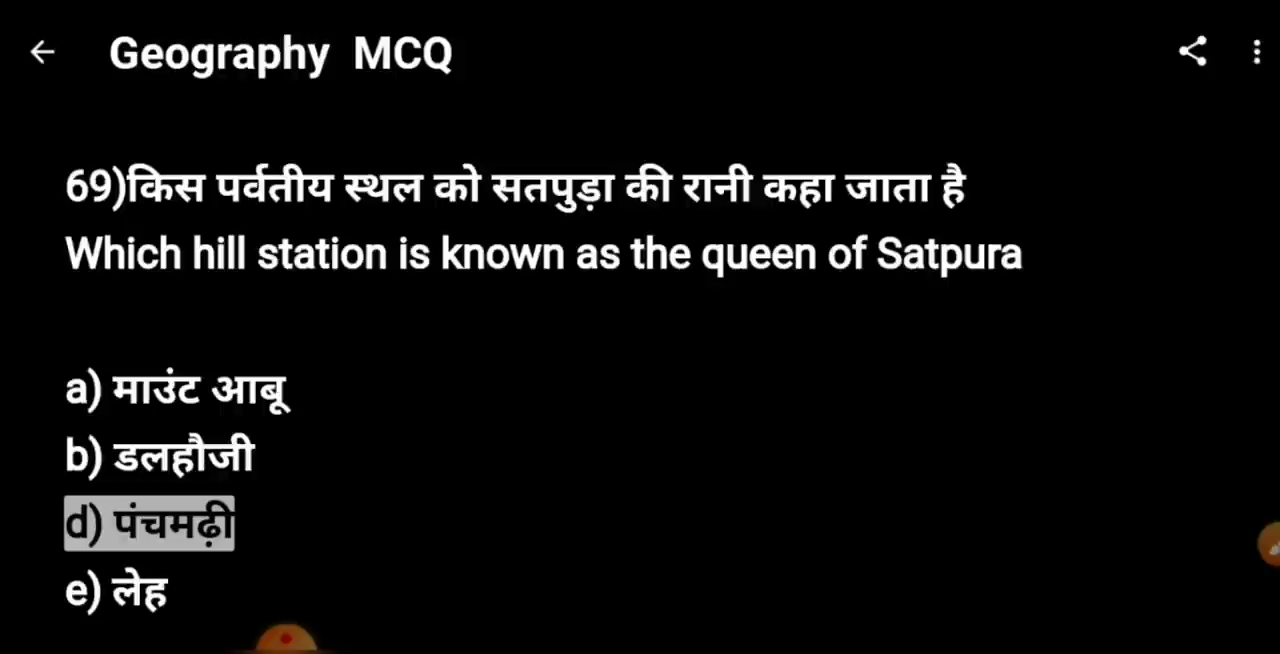 Geography MCQ
69)किस पर्वतीय स्थल को सतपुड़ा की रानी कहा जाता है
Which hill station is known as the queen of Satpura
a) माउंट आबू
b) डलहौजी
d) पंचमढ़ी
e) लेह